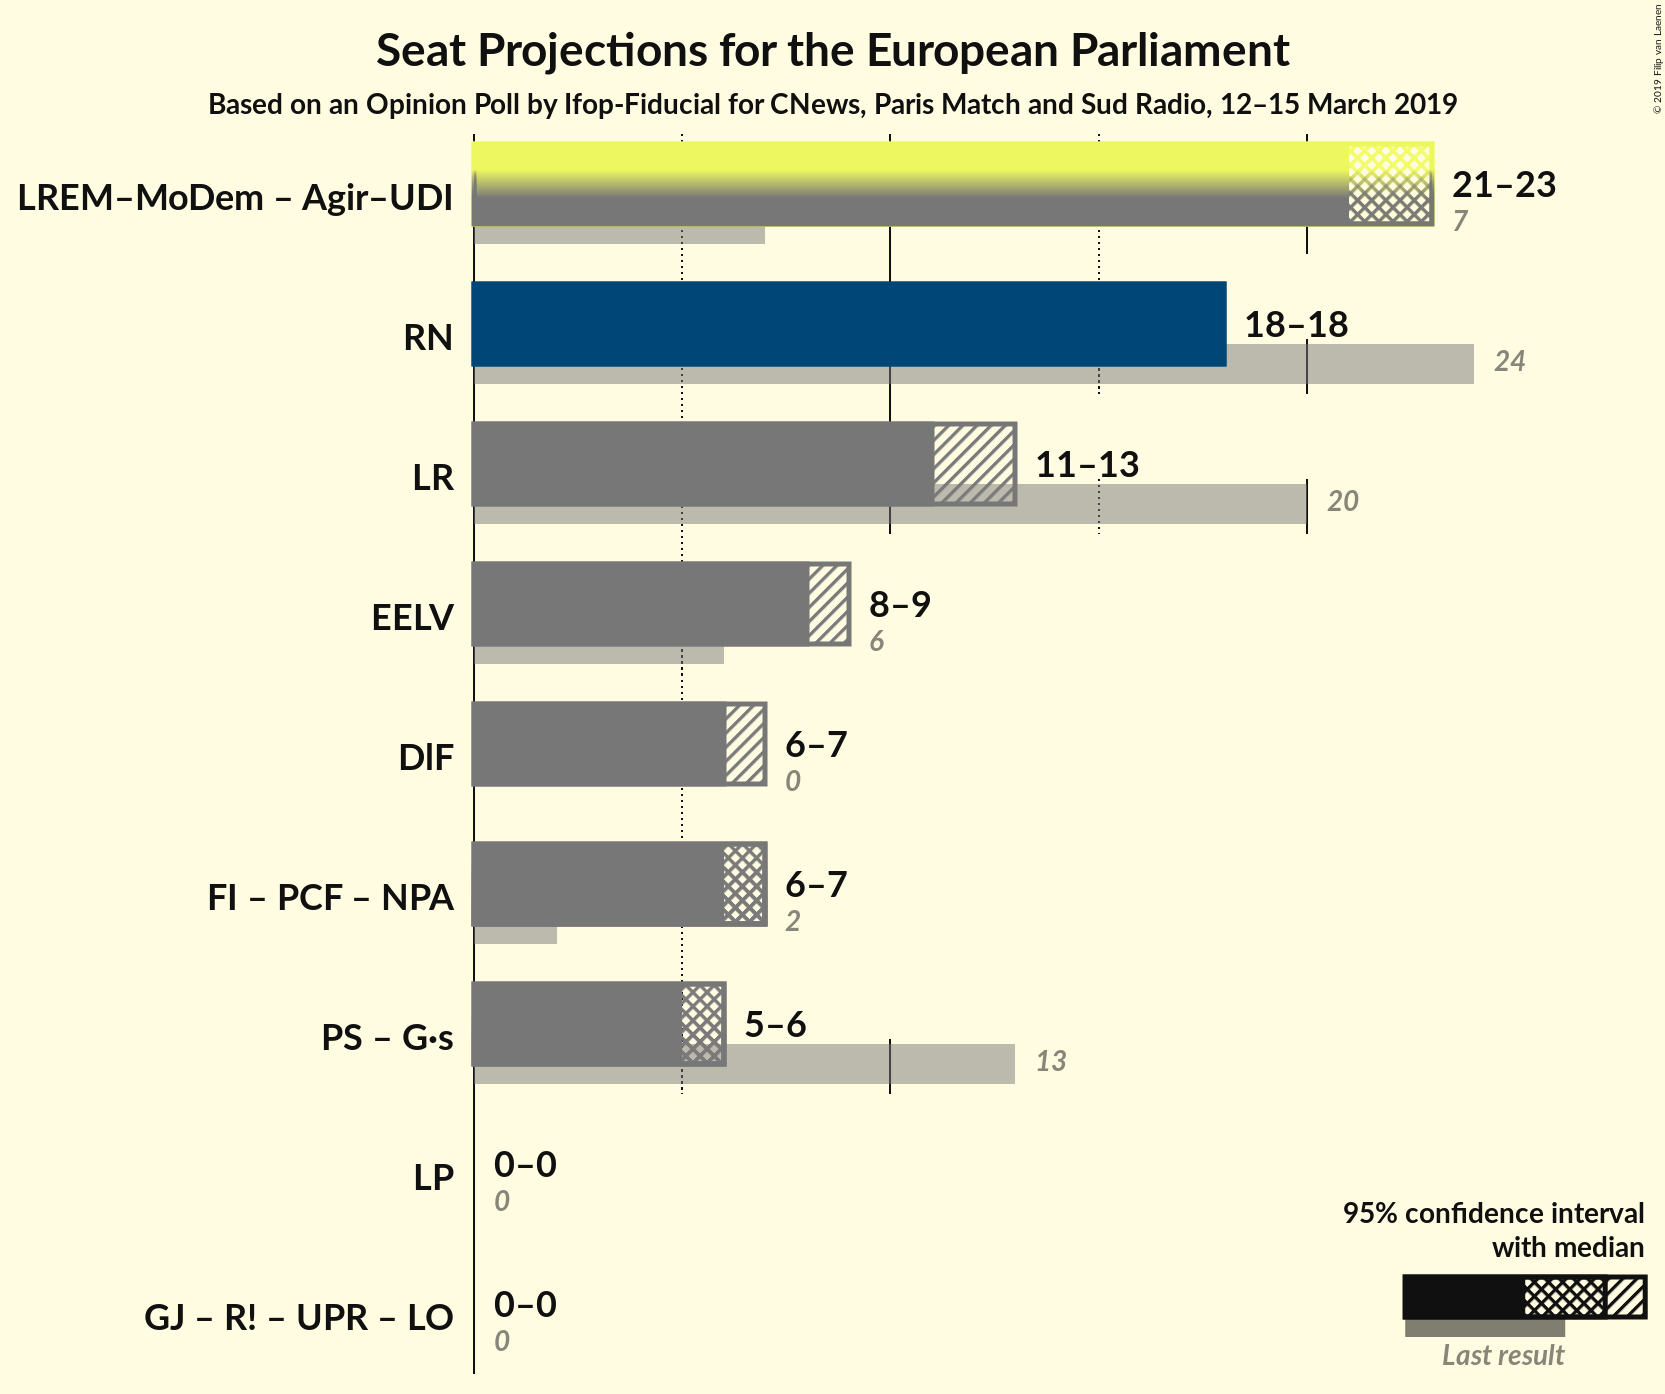 Seat Projections for the European Parliament
Based on an Opinion Poll by Ifop-Fiducial for CNews, Paris Match and Sud Radio, 12–15 March 2019
© 2019 Filip van Laenen
LREM–MoDem – Agir–UDI
21–23
7
RN
18–18
24
LR
11–13
20
EELV
8–9
6
DlF
6–7
0
FI – PCF – NPA
6–7
2
PS – G·s
5–6
13
LP
0–0
0
GJ – R! – UPR – LO
0–0
0
95% confidence interval
with median
Last result